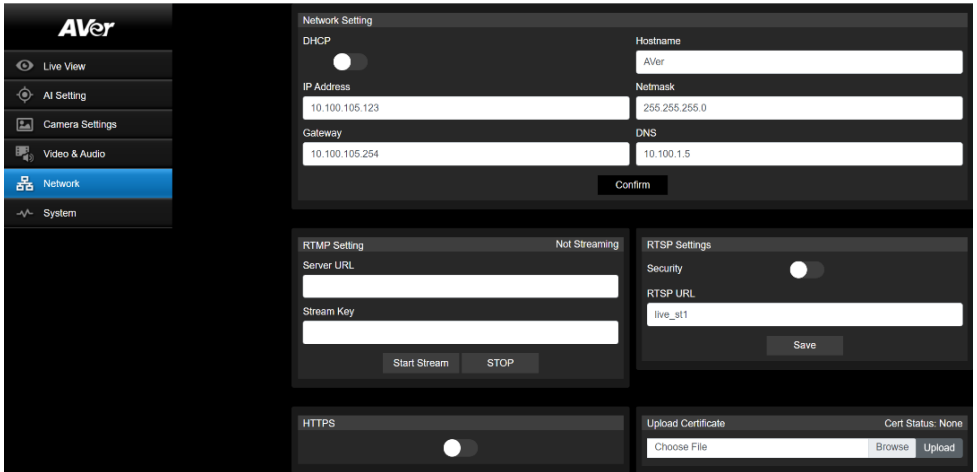 AVer
Live View
AI Setting
Camera Settings
Video & Audio
Network
System
Network Setting
DHCP
Hostname
AVer
IP Address
Netmask
10.100.105.123
255.255.255.0
Gateway
DNS
10.100.105.254
10.100.1.5
Confirm
RTMP Setting
Not Streaming
Server URL
Stream Key
Start Stream
STOP
RTSP Settings
Security
RTSP URL
live_st1
Save
HTTPS
Upload Certificate
Cert Status: None
Choose File
Browse
Upload